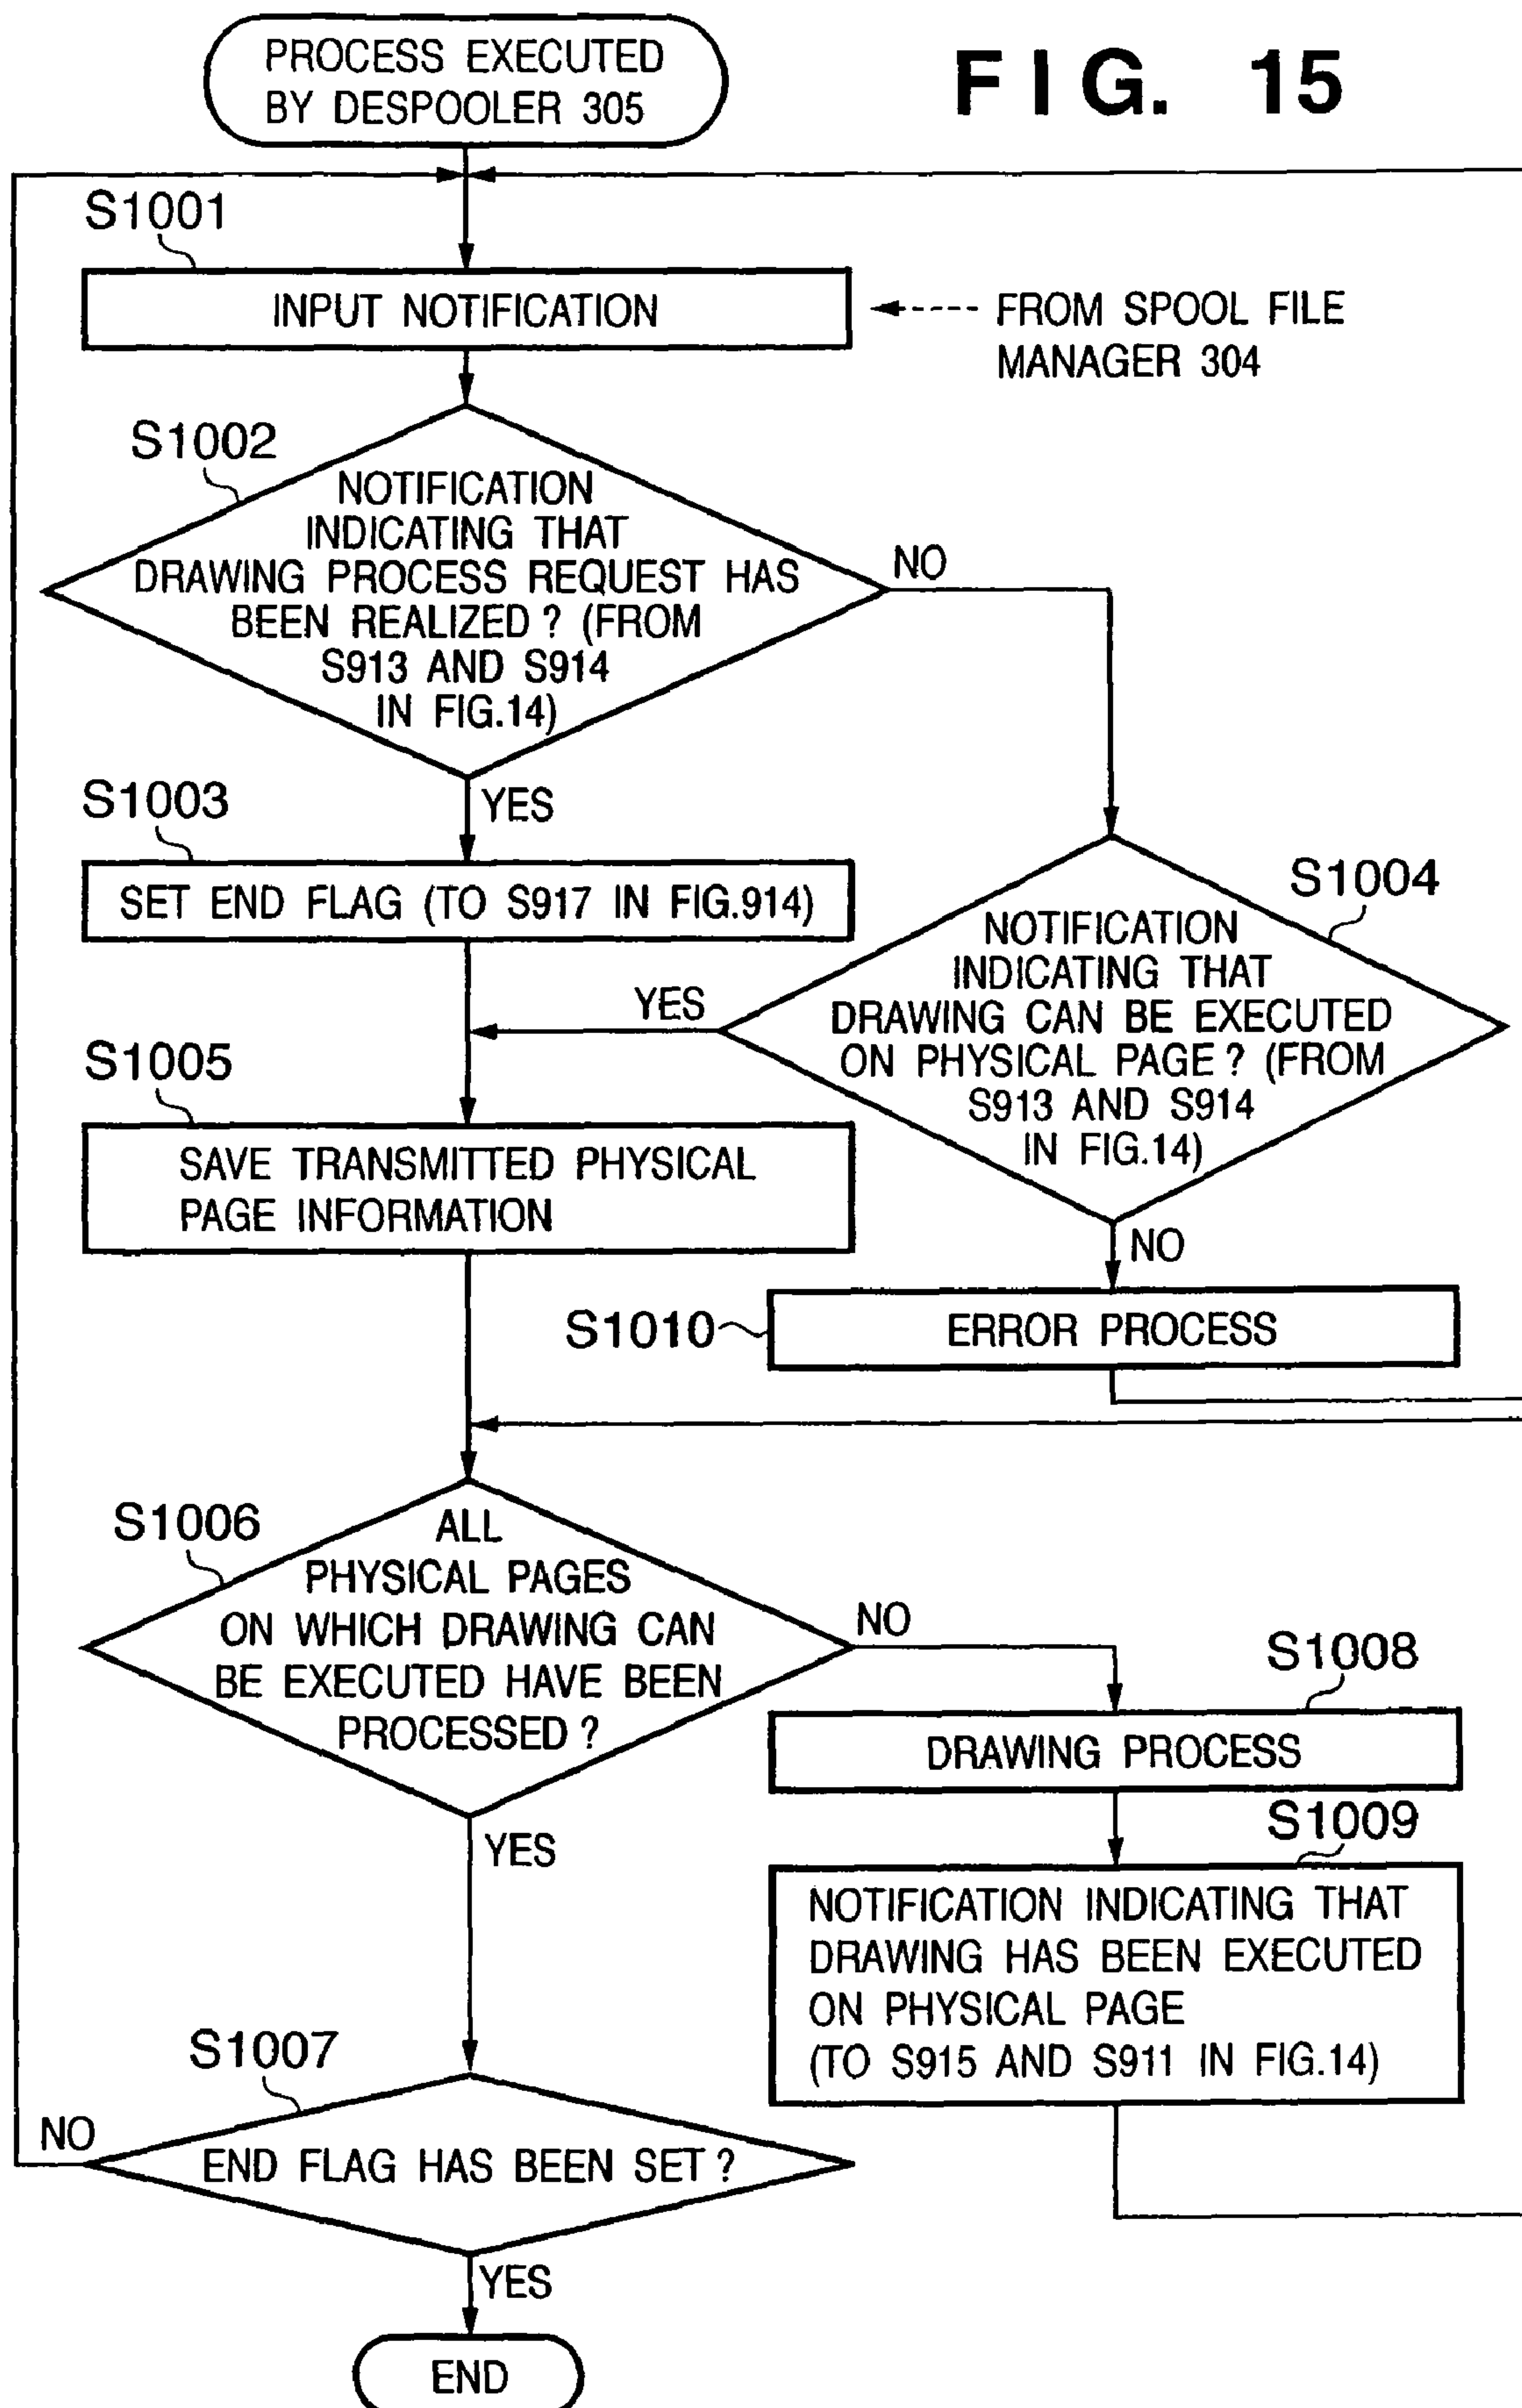 PROCESS EXECUTED
BY DESPOOLER 305
FIG. 15
S1001
INPUT NOTIFICATION
FROM SPOOL FILE
MANAGER 304
S1002
NOTIFICATION
INDICATING THAT
DRAWING PROCESS REQUEST HAS
BEEN REALIZED ? (FROM
S913 AND S914
IN FIG.14)
NO
YES
S1003
SET END FLAG (TO S917 IN FIG.914)
S1004
NOTIFICATION
INDICATING THAT
DRAWING CAN BE EXECUTED
ON PHYSICAL PAGE ? (FROM
S913 AND S914
IN FIG.14)
YES
NO
S1005
SAVE TRANSMITTED PHYSICAL
PAGE INFORMATION
S1010
ERROR PROCESS
S1006
ALL
PHYSICAL PAGES
ON WHICH DRAWING CAN
BE EXECUTED HAVE BEEN
PROCESSED ?
NO
YES
S1008
DRAWING PROCESS
S1009
NOTIFICATION INDICATING THAT
DRAWING HAS BEEN EXECUTED
ON PHYSICAL PAGE
(TO S915 AND S911 IN FIG.14)
S1007
NO
END FLAG HAS BEEN SET ?
YES
END